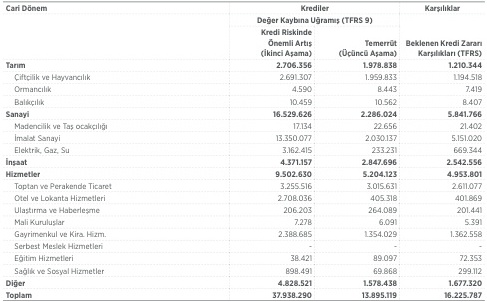 Cari Dönem Krediler Karşılıklar
Değer Kaybına Uğramış (TFRS 9)
Kredi Riskinde
Önemli Artış Temerrüt Beklenen Kredi Zararı
(İkinci Aşama) (Üçüncü Aşama) Karşılıkları (TFRS)
Tarım 2.706.356 1.978.838 1.210.344
Çiftçilik ve Hayvancılık 2.691.307 1.959.833 1.194.518
Ormancılık 4.590 8.443 7.419
Balıkçılık 10.459 10.562 8.407
Sanayi 16.529.626 2.286.024 5.841.766
Madencilik ve Taş ocakçılığı 17.134 22.656 21.402
İmalat Sanayi 13.350.077 2.030.137 5.151.020
Elektrik, Gaz, Su 3.162.415 233.231 669.344
İnşaat 4.371.157 2.847.696 2.542.556
Hizmetler 9.502.630 5.204.123 4.953.801
Toptan ve Perakende Ticaret 3.255.516 3.015.631 2.611.077
Otel ve Lokanta Hizmetleri 2.708.036 405.318 401.869
Ulaştırma ve Haberleşme 206.203 264.089 201.441
Mali Kuruluşlar 7.278 6.091 5.391
Gayrimenkul ve Kira. Hizm. 2.388.685 1.354.029 1.362.558
Serbest Meslek Hizmetleri - - -
Eğitim Hizmetleri 38.421 89.097 72.353
Sağlık ve Sosyal Hizmetler 898.491 69.868 299.112
Diğer 4.828.521 1.578.438 1.677.320
Toplam 37.938.290 13.895.119 16.225.787